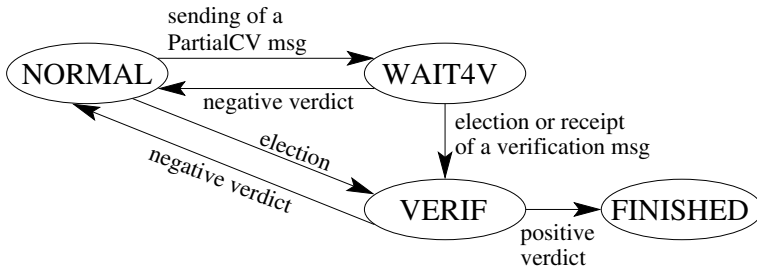 sending of a
PartialCV msg
NORMAL
WAIT4V
negative verdict
election or receipt
of a verification msg
election
negative verdict
VERIF
FINISHED
positive
verdict